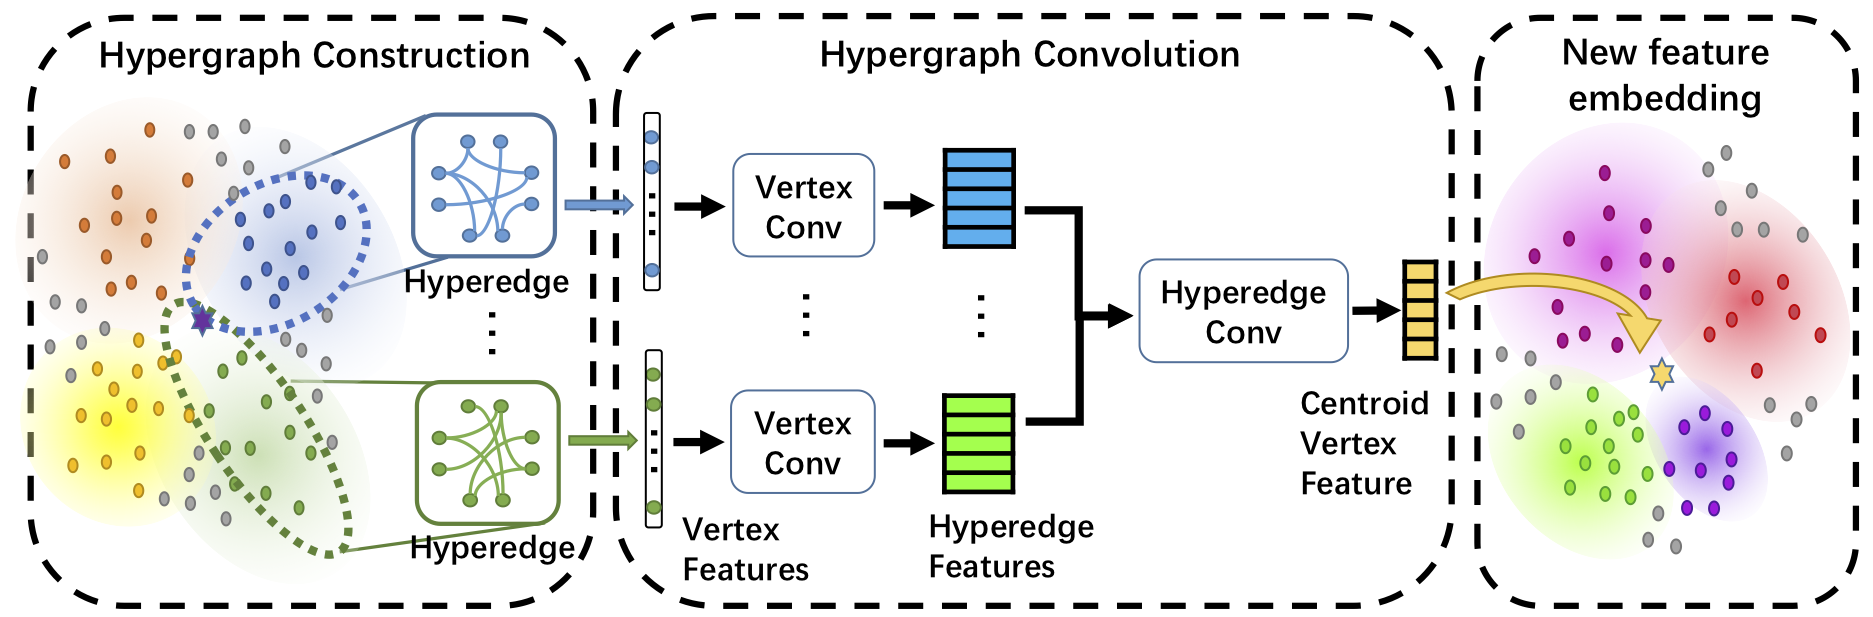 Hypergraph Construction
Hyperedge
Hyperedge
Hypergraph Convolution
Vertex
Conv
Vertex
Conv
Vertex
Features
Hyperedge
Features
Hyperedge
Conv
Centroid
Vertex
Feature
New feature
embedding